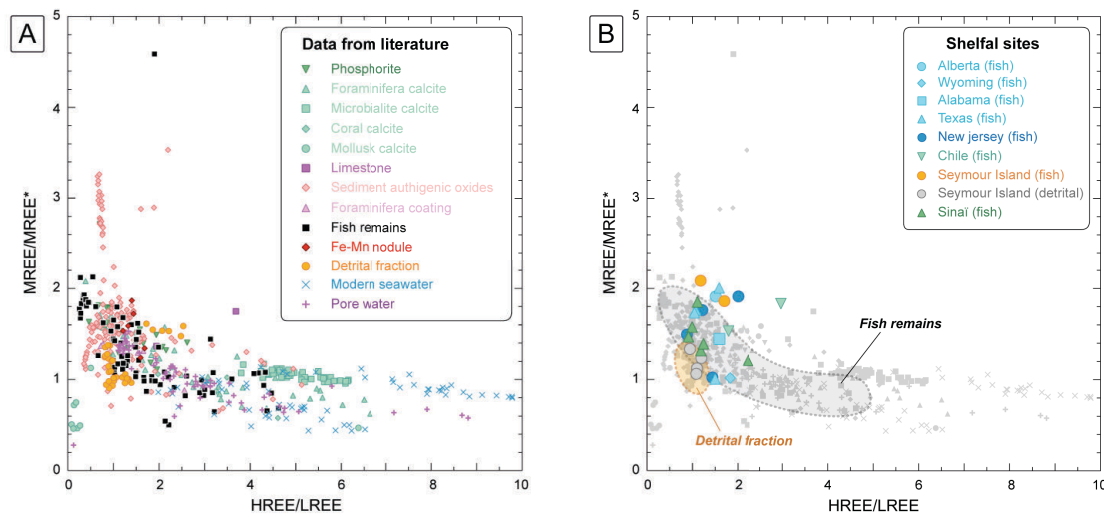 A
Data from literature
Phosphorite
Foraminifera calcite
Microbialite calcite
Coral calcite
Mollusk calcite
Limestone
Sediment authigenic oxides
Foraminifera coating
Fish remains
Fe-Mn nodule
Detrital fraction
Modern seawater
Pore water
MREE/MREE*
5
4
3
2
1
0
0 2 4 6 8 10
HREE/LREE
B
Shelfal sites
Alberta (fish)
Wyoming (fish)
Alabama (fish)
Texas (fish)
New jersey (fish)
Chile (fish)
Seymour Island (fish)
Seymour Island (detrital)
Sinaï (fish)
Fish remains
Detrital fraction
MREE/MREE*
5
4
3
2
1
0
0 2 4 6 8 10
HREE/LREE